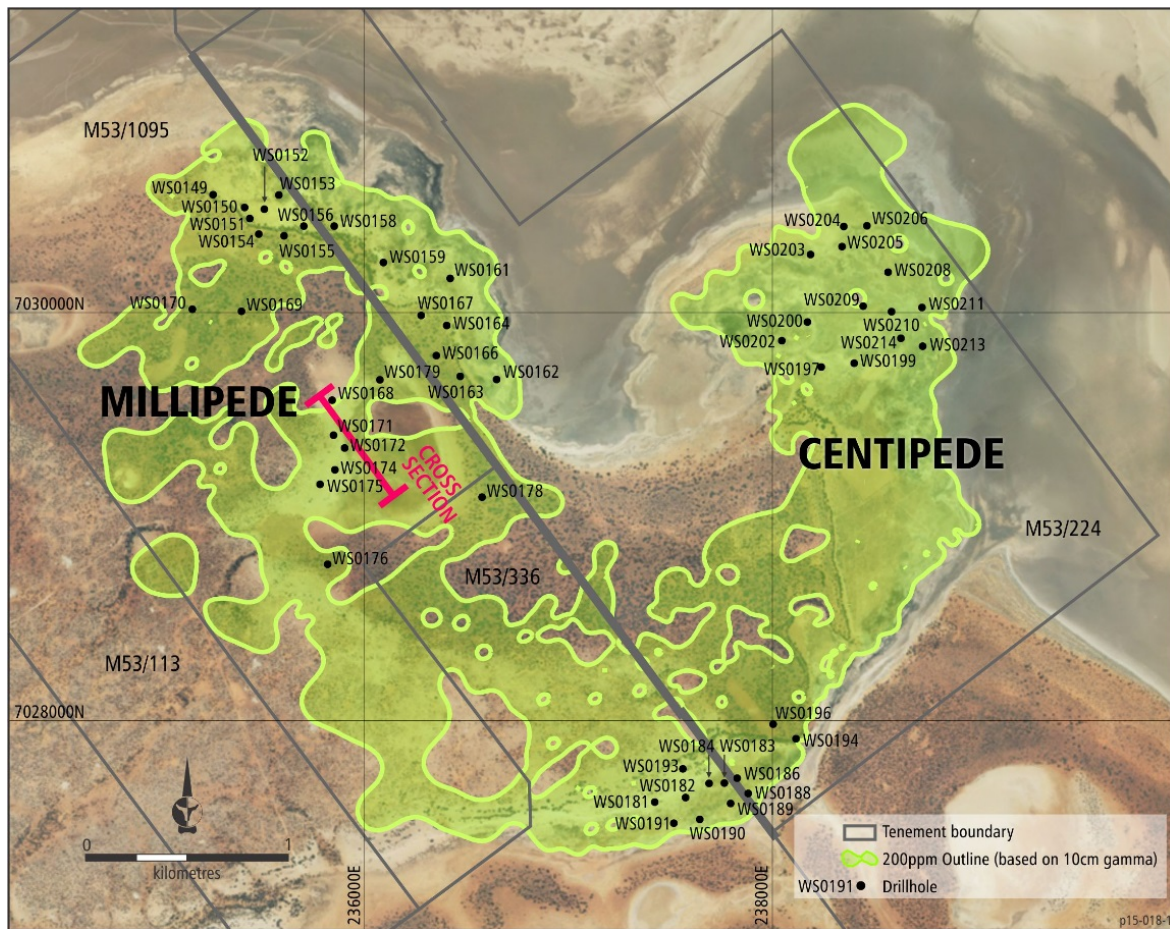 M53/1095
WS0152
WS0149
WS0153
WS0150
WS0156
WS0158
WS0151
WS0154
WS0155
WS0159
WS0161
WS0204
WS0206
WS0205
WS0203
WS0208
7030000N
WS0170
WS0169
WS0167
WS0164
WS0209
WS0211
WS0200
WS0210
WS0202
WS0214
WS0213
WS0166
WS0179
WS0163
WS0162
WS0197
WS0199
MILLIPEDE
WS0168
WS0171
WS0172
WS0174
WS0175
CROSS
SECTION
WS0178
CENTIPEDE
WS0176
M53/336
M53/224
M53/113
7028000N
WS0196
WS0194
WS0184
WS0183
WS0193
WS0186
WS0182
WS0188
WS0181
WS0189
WS0191
WS0190
0
1
kilometres
236000E
238000E
Tenement boundary
200ppm Outline (based on 10cm gamma)
WS0191 Drillhole
p15-018-1